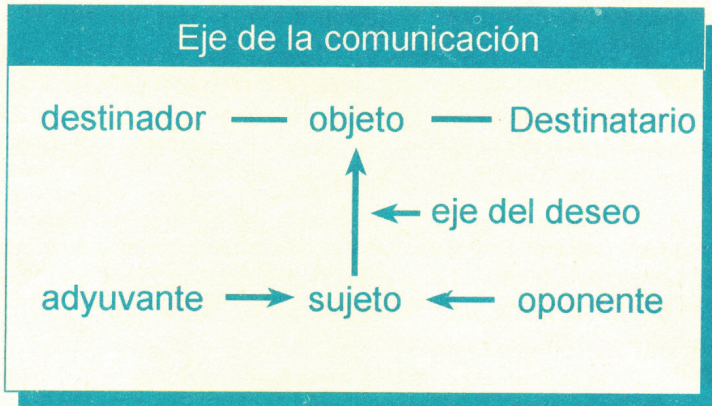 Eje de la comunicación
destinador objeto Destinatario
eje del deseo
adyuvante sujeto oponente